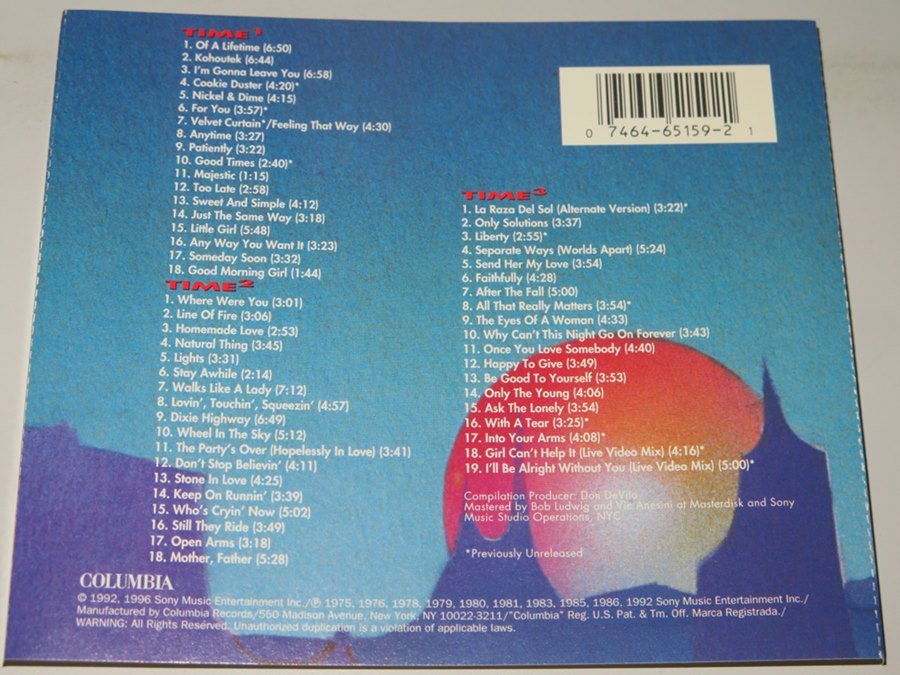 TIME 1
1. Of A Lifetime (6:50)
2. Kohoutek (6:44)
3. I'm Gonna Leave You (6:58)
4. Cookie Duster (4:20)*
5. Nickel & Dime (4:15)
6. For You (3:57)*
7. Velvet Curtain*/Feeling That Way (4:30)
8. Anytime (3:27)
9. Patiently (3:22)
10. Good Times (2:40)*
11. Majestic (1:15)
12. Too Late (2:58)
13. Sweet And Simple (4:12)
14. Just The Same Way (3:18)
15. Little Girl (5:48)
16. Any Way You Want It (3:23)
17. Someday Soon (3:32)
18. Good Morning Girl (1:44)
TIME 2
1. Where Were You (3:01)
2. Line Of Fire (3:06)
3. Homemade Love (2:53)
4. Natural Thing (3:45)
5. Lights (3:31)
6. Stay Awhile (2:14)
7. Walks Like A Lady (7:12)
8. Lovin', Touchin', Squeezin' (4:57)
9. Dixie Highway (6:49)
10. Wheel In The Sky (5:12)
11. The Party's Over (Hopelessly In Love) (3:41)
12. Don't Stop Believin' (4:11)
13. Stone In Love (4:25)
14. Keep On Runnin' (3:39)
15. Who's Cryin' Now (5:02)
16. Still They Ride (3:49)
17. Open Arms (3:18)
18. Mother, Father (5:28)
0 7464-65159-2 1
TIME 3
1. La Raza Del Sol (Alternate Version) (3:22)*
2. Only Solutions (3:37)
3. Liberty (2:55)*
4. Separate Ways (Worlds Apart) (5:24)
5. Send Her My Love (3:54)
6. Faithfully (4:28)
7. After The Fall (5:00)
8. All That Really Matters (3:54)*
9. The Eyes Of A Woman (4:33)
10. Why Can't This Night Go On Forever (3:43)
11. Once You Love Somebody (4:40)
12. Happy To Give (3:49)
13. Be Good To Yourself (3:53)
14. Only The Young (4:06)
15. Ask The Lonely (3:54)
16. With A Tear (3:25)*
17. Into Your Arms (4:08)*
18. Girl Can't Help It (Live Video Mix) (4:16)*
19. I'll Be Alright Without You (Live Video Mix) (5:00)*
Compilation Producer: Don DeVito
Mastered by Bob Ludwig and Vic Anesini at Masterdisk and Sony
Music Studio Operations, NYC
*Previously Unreleased
COLUMBIA
© 1992, 1996 Sony Music Entertainment Inc./℗ 1975, 1976, 1978, 1979, 1980, 1981, 1983, 1985, 1986, 1992 Sony Music Entertainment Inc./
Manufactured by Columbia Records/550 Madison Avenue, New York, NY 10022-3211/"Columbia" Reg. U.S. Pat. & Tm. Off. Marca Registrada./
WARNING: All Rights Reserved. Unauthorized duplication is a violation of applicable laws.